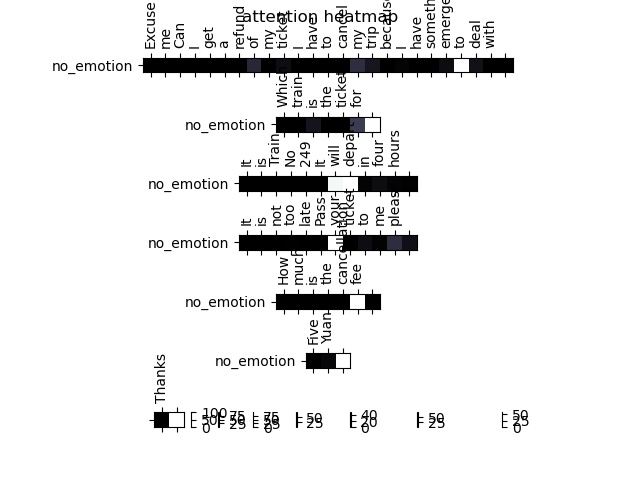 attention heatmap
Excuse me Can I get a refund of my ticket I have to cancel my trip because I have someth emerge to deal with
no_emotion
Which train is the ticket for
no_emotion
It is Train No 249 It will depart in four hours
no_emotion
It is not too late Pass your ticket to me pleas
no_emotion
How much is the cancellation fee
no_emotion
Five Yuan
no_emotion
Thanks
100 75 75 50 40 50 50
50 50 50 25 20 25 25
0 25 25 0 0
0